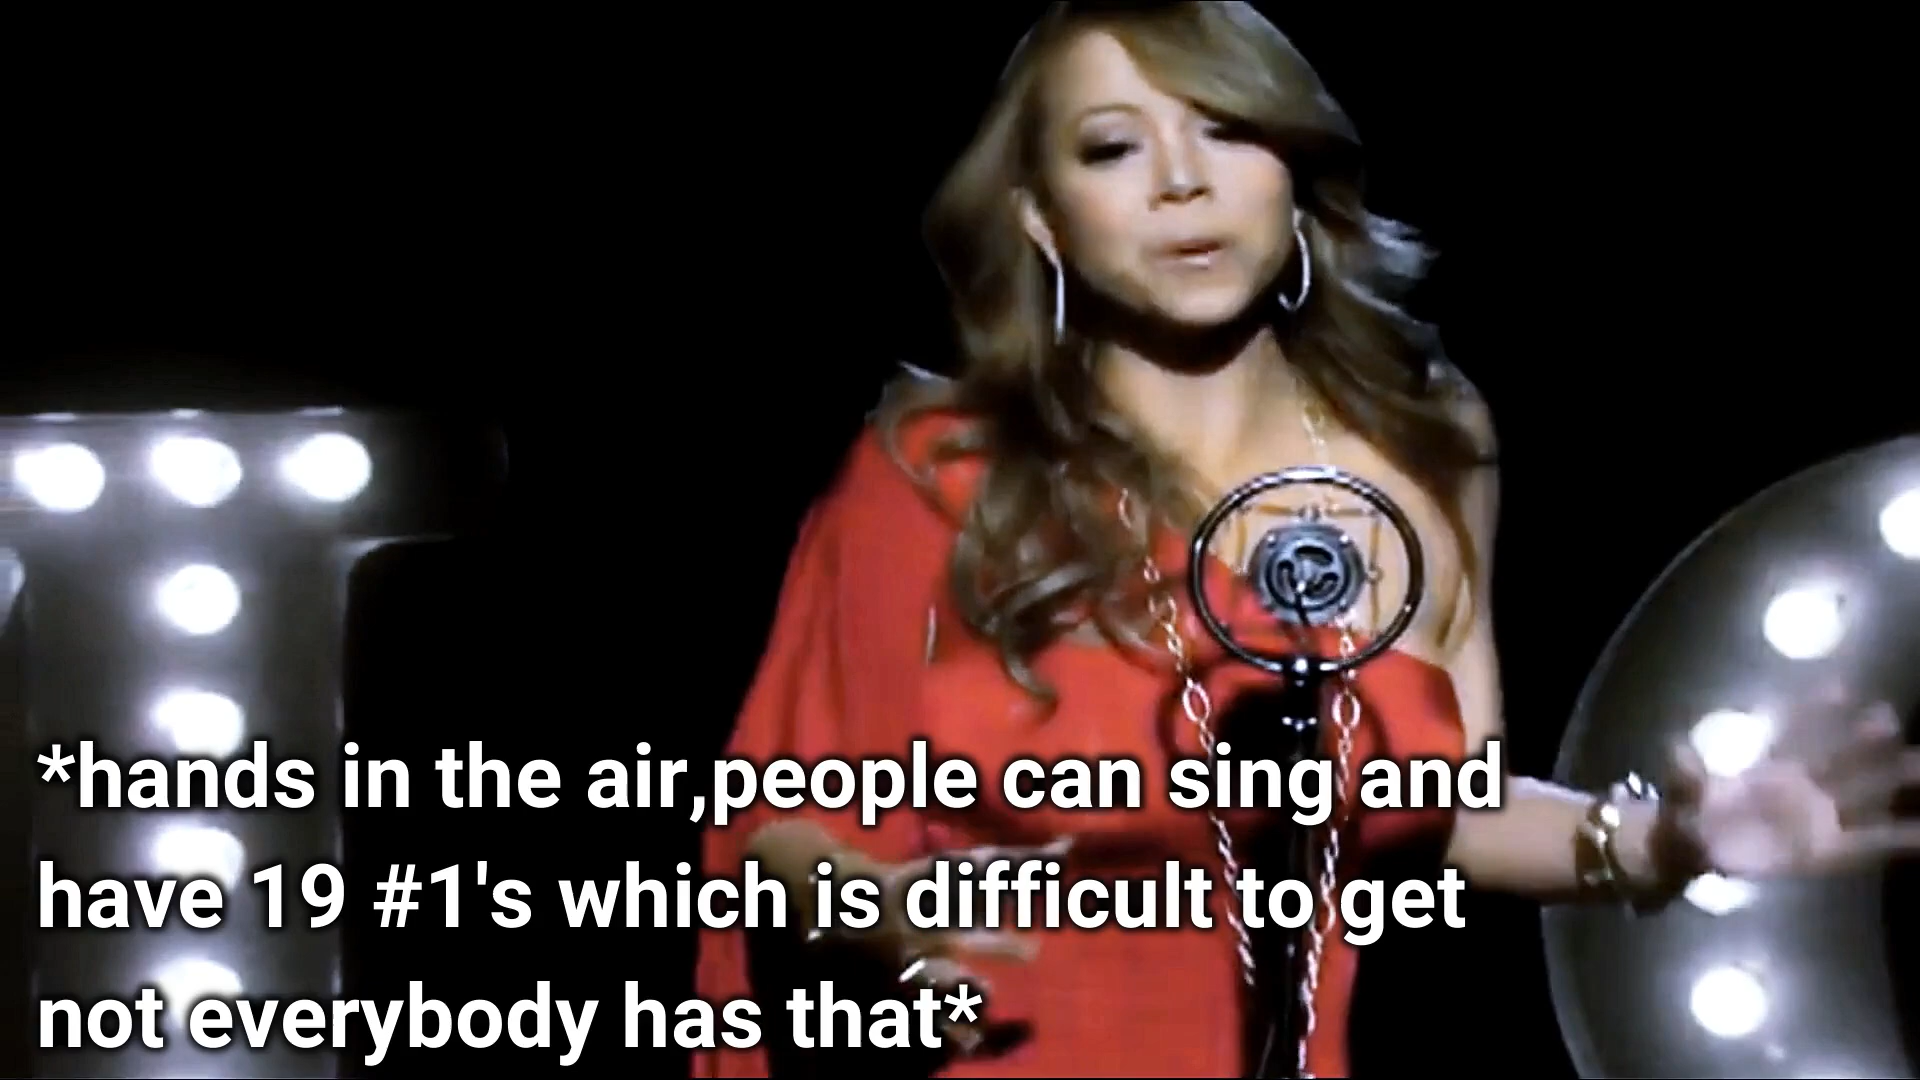 *hands in the air,people can sing and
have 19 #1's which is difficult to get
not everybody has that*